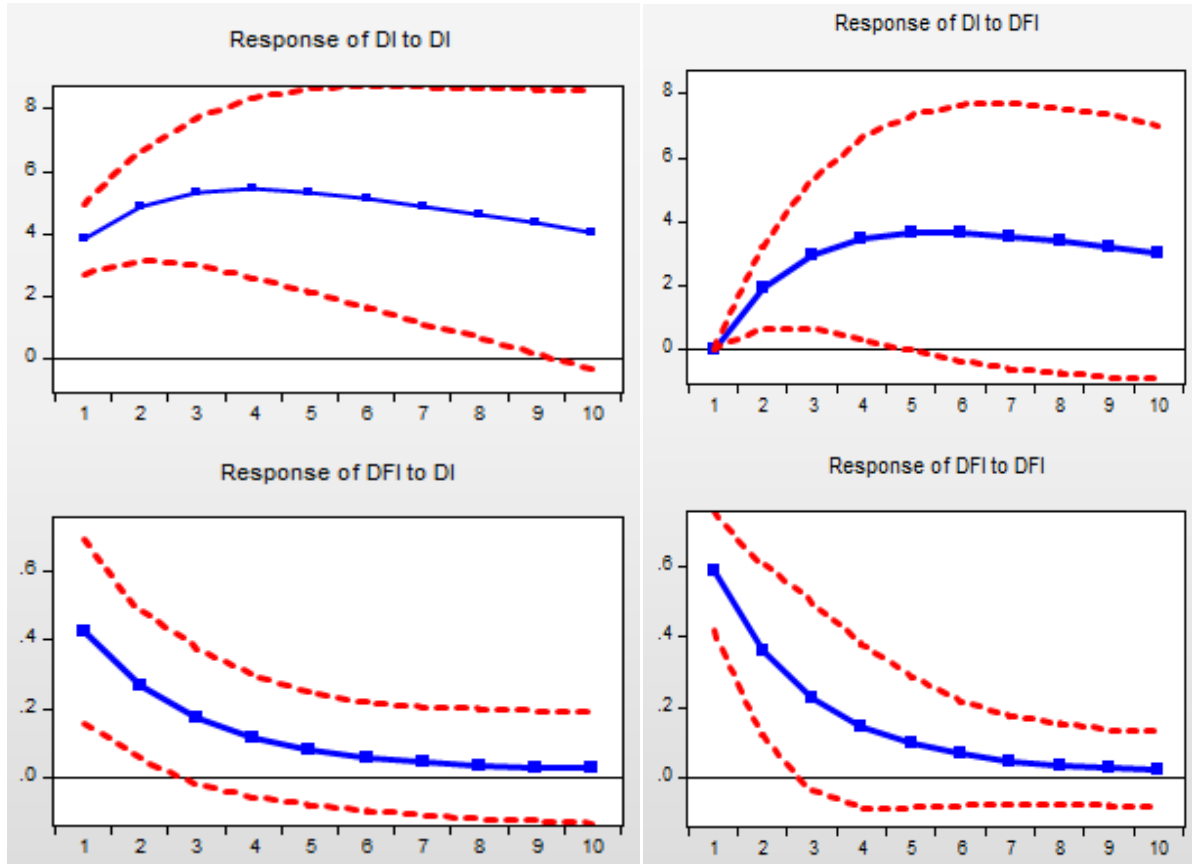 Response of DI to DI
8
6
4
2
0
1 2 3 4 5 6 7 8 9 10
Response of DI to DFI
8
6
4
2
0
1 2 3 4 5 6 7 8 9 10
Response of DFI to DI
.6
.4
.2
.0
1 2 3 4 5 6 7 8 9 10
Response of DFI to DFI
.6
.4
.2
.0
1 2 3 4 5 6 7 8 9 10